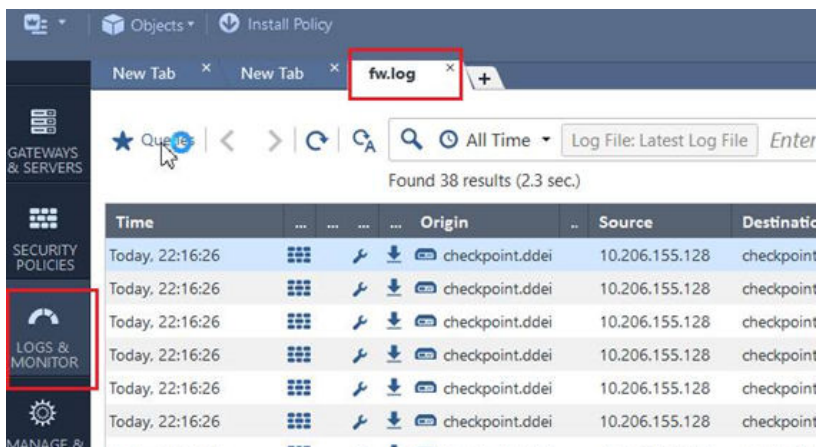 Objects Install Policy
New Tab × New Tab × fw.log × +
GATEWAYS
& SERVERS
Queries All Time Log File: Latest Log File Enter
Found 38 results (2.3 sec.)
Time ... ... ... ... Origin .. Source Destinatio
SECURITY
POLICIES
Today, 22:16:26 checkpoint.ddei 10.206.155.128 checkpoint
Today, 22:16:26 checkpoint.ddei 10.206.155.128 checkpoint
Today, 22:16:26 checkpoint.ddei 10.206.155.128 checkpoint
LOGS &
MONITOR
Today, 22:16:26 checkpoint.ddei 10.206.155.128 checkpoint
Today, 22:16:26 checkpoint.ddei 10.206.155.128 checkpoint
Today, 22:16:26 checkpoint.ddei 10.206.155.128 checkpoint
MANAGE &